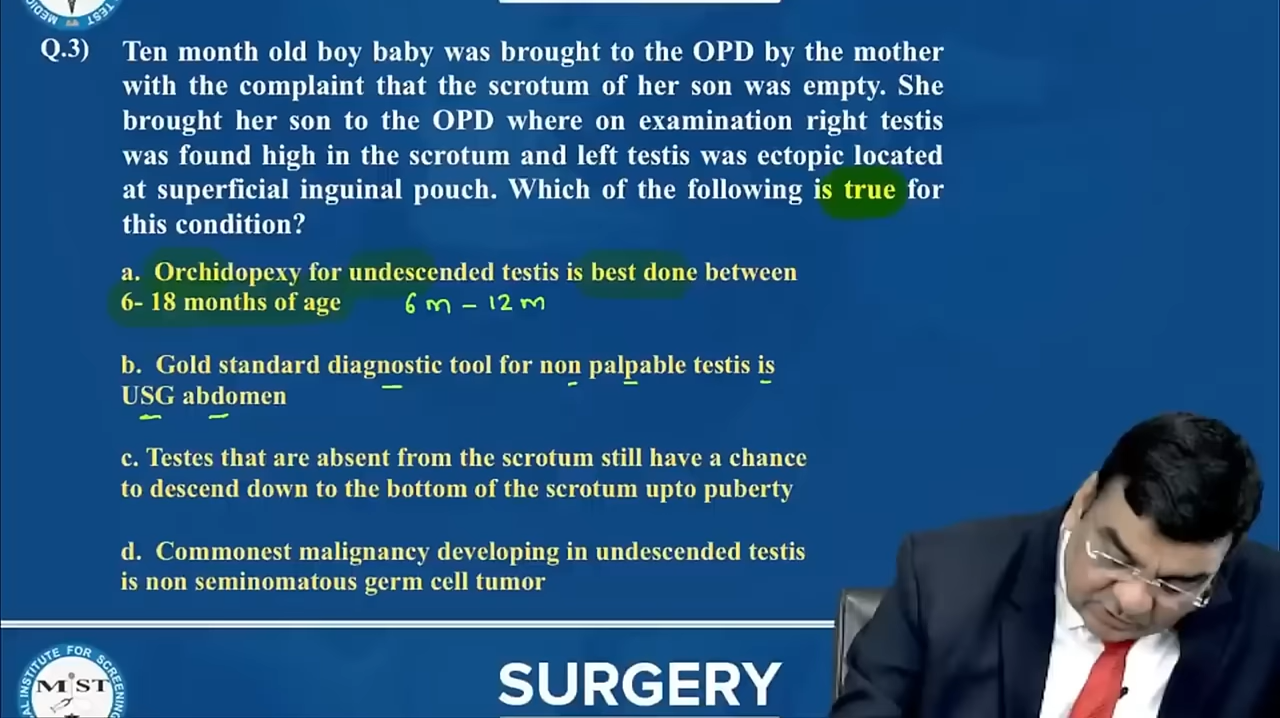 MEDIC TEST
Q.3) Ten month old boy baby was brought to the OPD by the mother
with the complaint that the scrotum of her son was empty. She
brought her son to the OPD where on examination right testis
was found high in the scrotum and left testis was ectopic located
at superficial inguinal pouch. Which of the following is true for
this condition?
a. Orchidopexy for undescended testis is best done between
6- 18 months of age 6 m – 12 m
b. Gold standard diagnostic tool for non palpable testis is
USG abdomen
c. Testes that are absent from the scrotum still have a chance
to descend down to the bottom of the scrotum upto puberty
d. Commonest malignancy developing in undescended testis
is non seminomatous germ cell tumor
AL INSTITUTE FOR SCREENING
MIST
SURGERY